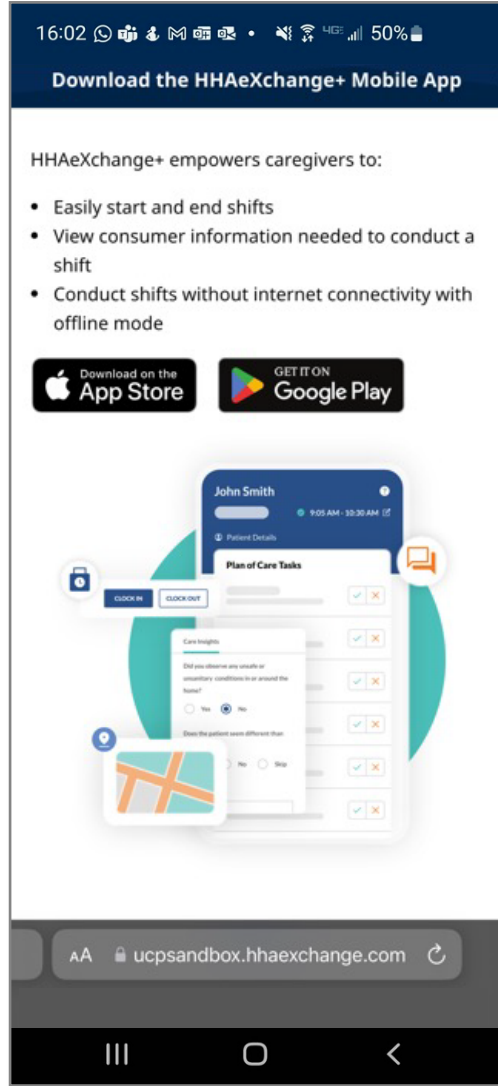 16:02 4GE 50%
Download the HHAeXchange+ Mobile App
HHAeXchange+ empowers caregivers to:
• Easily start and end shifts
• View consumer information needed to conduct a
shift
• Conduct shifts without internet connectivity with
offline mode
Download on the
App Store
GET IT ON
Google Play
John Smith
9:05 AM - 10:30 AM
Patient Details
Plan of Care Tasks
CLOCK IN
CLOCK OUT
Care Insights
Did you observe any unsafe or
unsanitary conditions in or around the
home?
Yes No
Does the patient seem different than
No Skip
AA ucpsandbox.hhaexchange.com